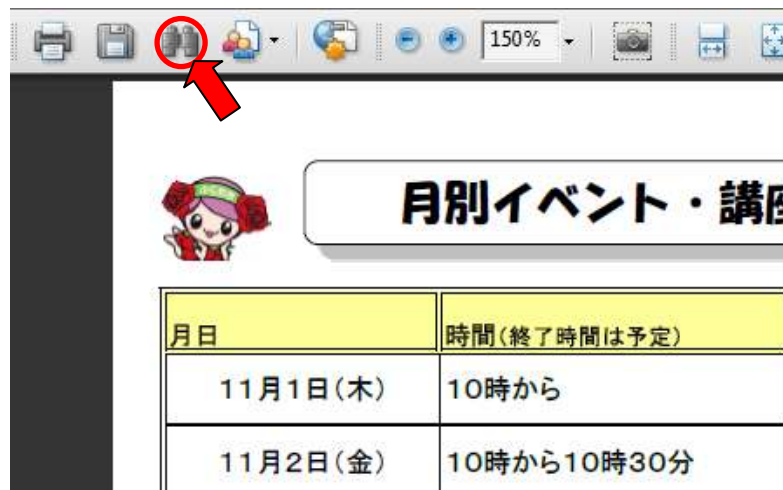 150%
月別イベント・講座
月日
時間(終了時間は予定)
11月1日(木)
10時から
11月2日(金)
10時から10時30分